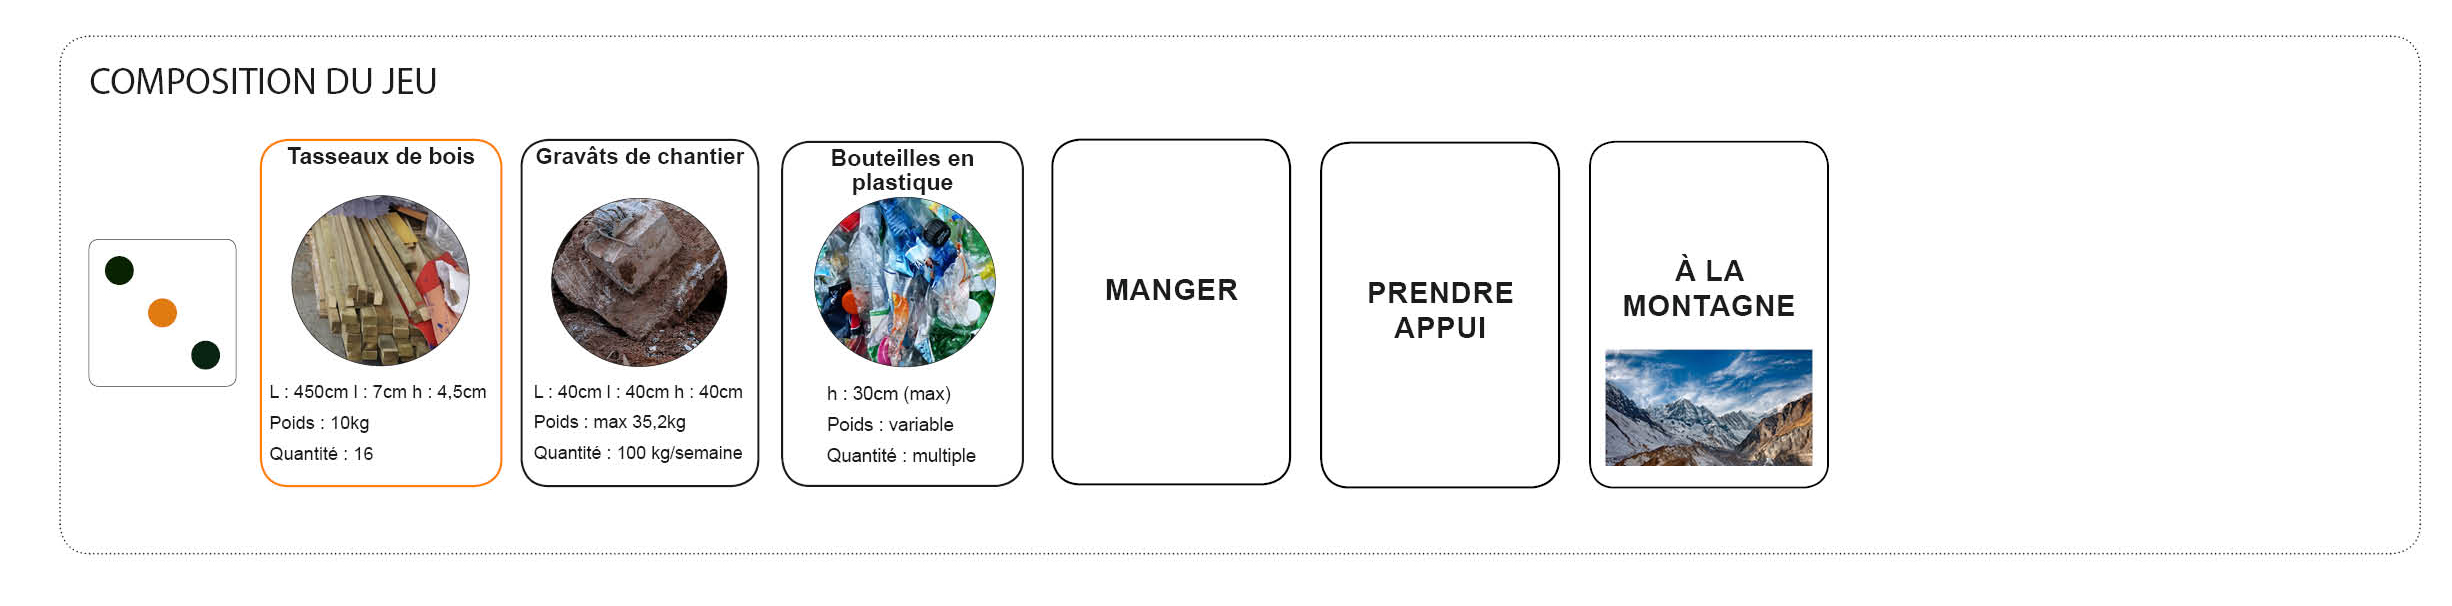 COMPOSITION DU JEU
Tasseaux de bois
L : 450cm l : 7cm h : 4,5cm
Poids : 10kg
Quantité : 16
Gravâts de chantier
L : 40cm l : 40cm h : 40cm
Poids : max 35,2kg
Quantité : 100 kg/semaine
Bouteilles en
plastique
h : 30cm (max)
Poids : variable
Quantité : multiple
MANGER
PRENDRE
APPUI
À LA
MONTAGNE